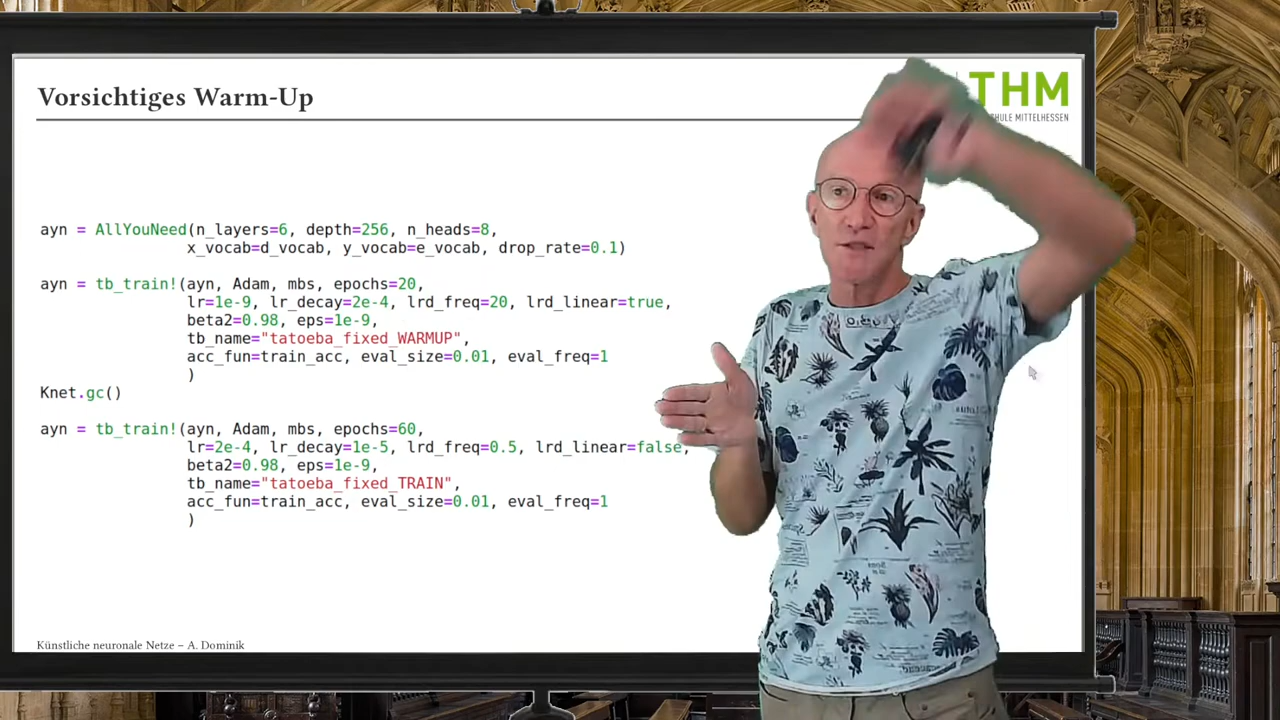 Vorsichtiges Warm-Up
THM
HULE MITTELHESSEN
ayn = AllYouNeed(n_layers=6, depth=256, n_heads=8,
x_vocab=d_vocab, y_vocab=e_vocab, drop_rate=0.1)
ayn = tb_train!(ayn, Adam, mbs, epochs=20,
lr=1e-9, lr_decay=2e-4, lrd_freq=20, lrd_linear=true,
beta2=0.98, eps=1e-9,
tb_name="tatoeba_fixed_WARMUP",
acc_fun=train_acc, eval_size=0.01, eval_freq=1
)
Knet.gc()
ayn = tb_train!(ayn, Adam, mbs, epochs=60,
lr=2e-4, lr_decay=1e-5, lrd_freq=0.5, lrd_linear=false,
beta2=0.98, eps=1e-9,
tb_name="tatoeba_fixed_TRAIN",
acc_fun=train_acc, eval_size=0.01, eval_freq=1
)
Künstliche neuronale Netze – A. Dominik